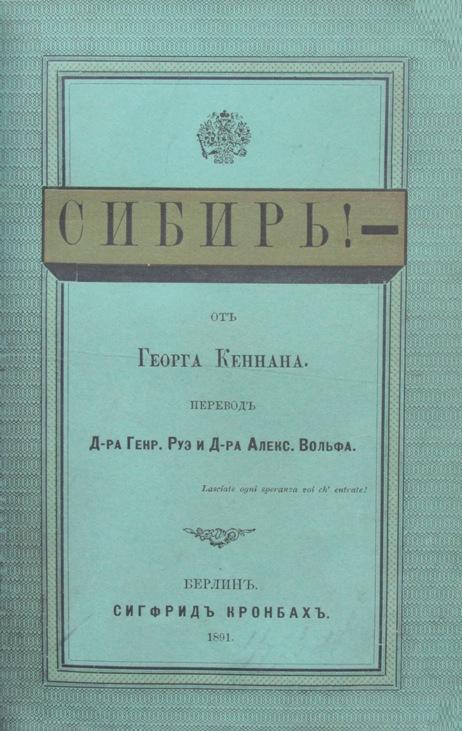 СИБИРЬ!—
ОТЪ
ГЕОРГА КЕННАНА.
ПЕРЕВОДЪ
Д-РА ГЕНР. РУЭ И Д-РА АЛЕКС. ВОЛЬФА.
Lasciate ogni speranza voi ch' entrate!
БЕРЛИНЪ.
СИГФРИДЪ КРОНБАХЪ.
1891.